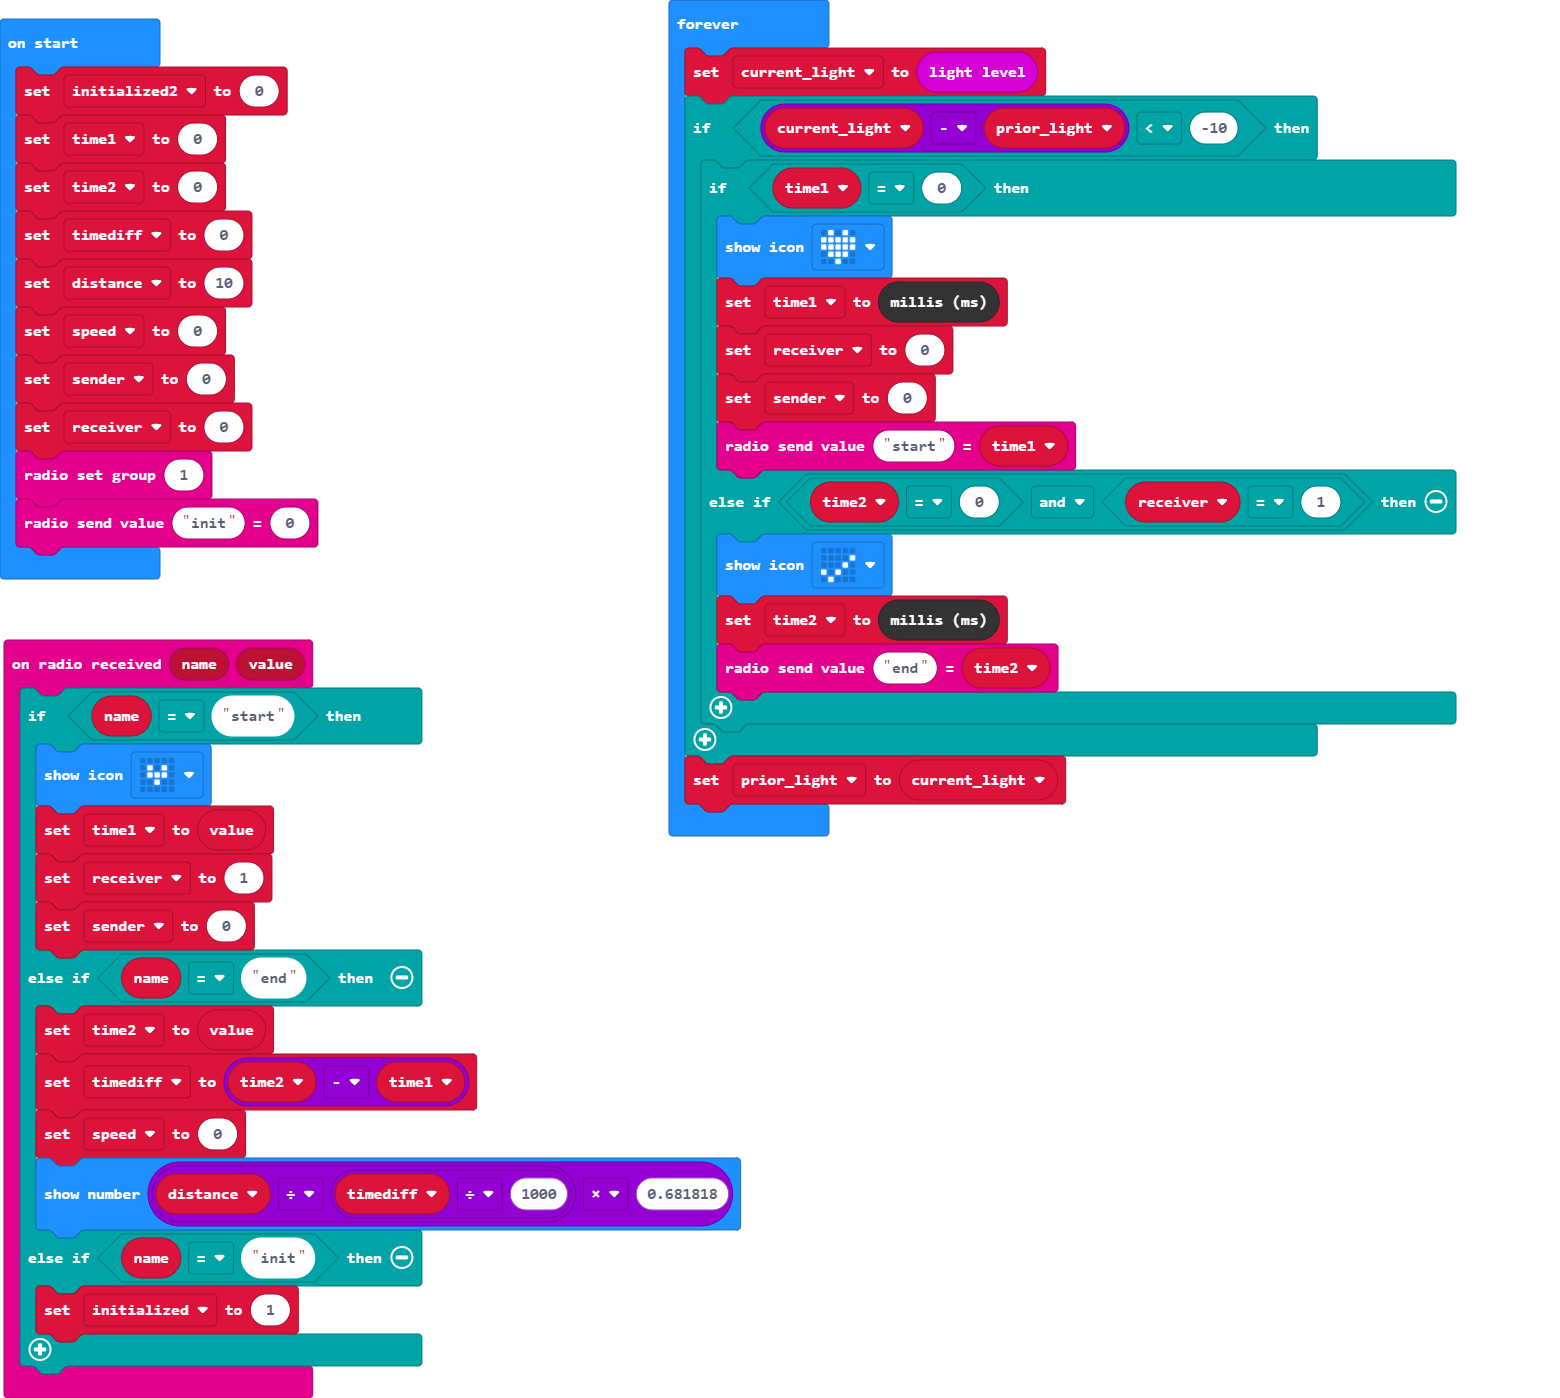 on start
set initialized2 to 0
set time1 to 0
set time2 to 0
set timediff to 0
set distance to 10
set speed to 0
set sender to 0
set receiver to 0
radio set group 1
radio send value "init" = 0
on radio received name value
if name = "start" then
show icon
set time1 to value
set receiver to 1
set sender to 0
else if name = "end" then
set time2 to value
set timediff to time2 - time1
set speed to 0
show number distance ÷ timediff ÷ 1000 × 0.681818
else if name = "init" then
set initialized to 1
forever
set current_light to light level
if current_light - prior_light < -10 then
if time1 = 0 then
show icon
set time1 to millis (ms)
set receiver to 0
set sender to 0
radio send value "start" = time1
else if time2 = 0 and receiver = 1 then
show icon
set time2 to millis (ms)
radio send value "end" = time2
set prior_light to current_light